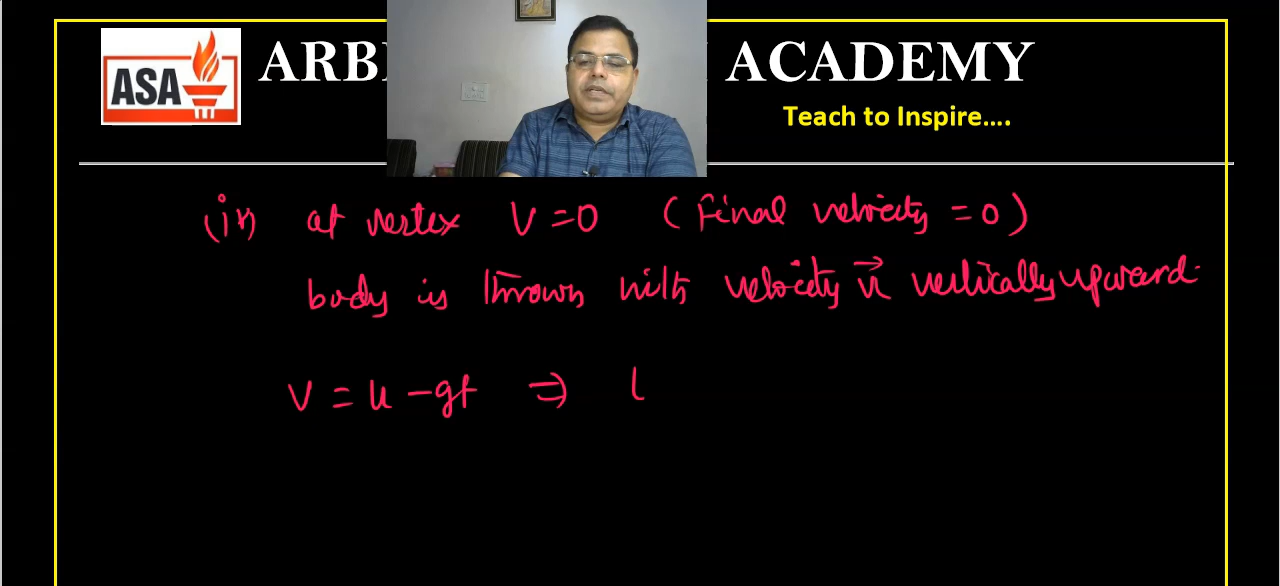 ASA ARB ACADEMY
Teach to Inspire....
(iv) at vertex V = 0 (Final velocity = 0)
body is thrown with velocity u⃗ vertically upward.
V = u - gt ⇒